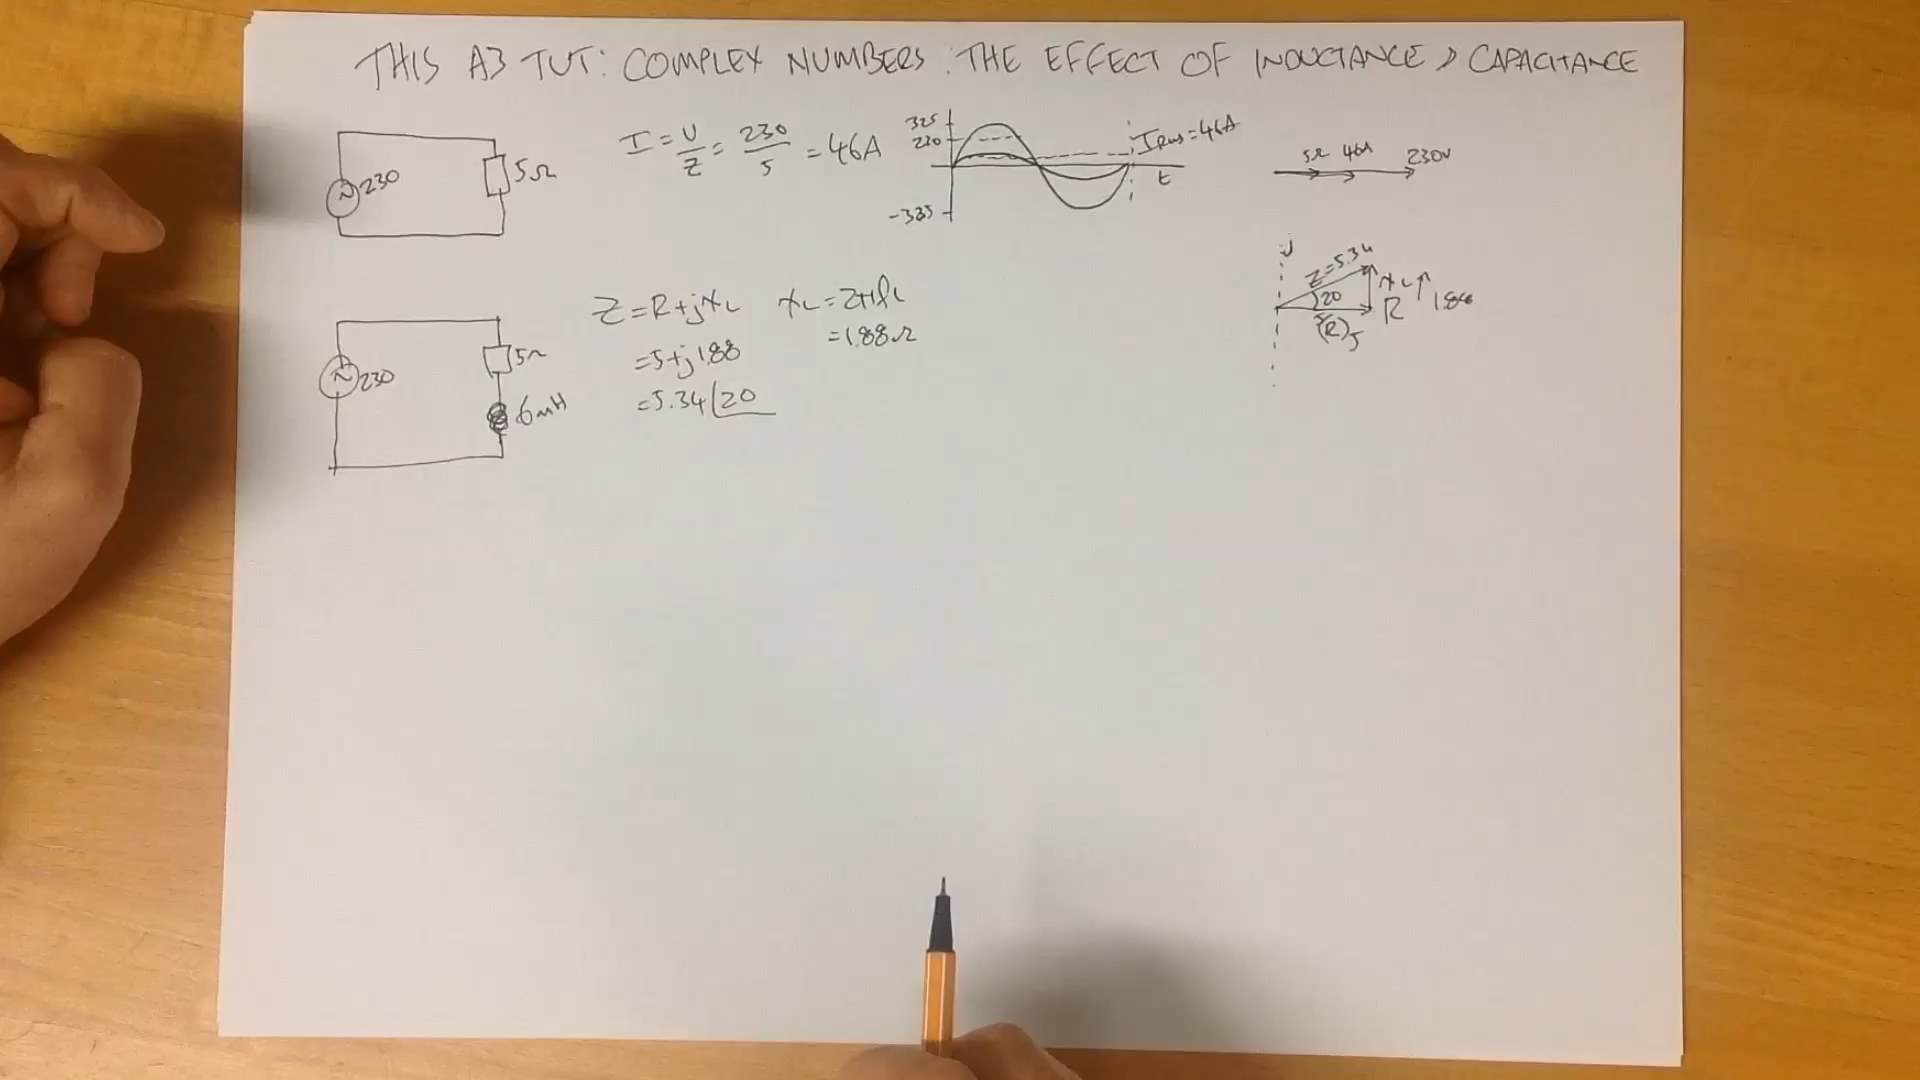 THIS A3 TUT: COMPLEX NUMBERS: THE EFFECT OF INDUCTANCE & CAPACITANCE
~ 230
5Ω
I = U/Z = 230/5 = 46A
325
230
-325
IRMS = 46A
t
5Ω 46A 230V
~ 230
5Ω
6mH
Z = R + jXL
= 5 + j1.88
= 5.34∠20
XL = 2πfL
= 1.88Ω
J
Z = 5.34
20
XL ↑
1.88
R
(R) 5